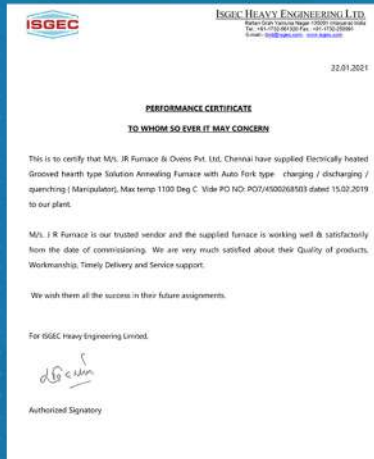 ISGEC
ISGEC HEAVY ENGINEERING LTD.
22.01.2021
PERFORMANCE CERTIFICATE
TO WHOM SO EVER IT MAY CONCERN
This is to certify that M/s. JR Furnace & Ovens Pvt. Ltd, Chennai have supplied Electrically heated
Grooved hearth type Solution Annealing Furnace with Auto Fork type charging / discharging /
quenching ( Manipulator), Max temp 1100 Deg C Vide PO NO: PO7/4500268503 dated 15.02.2019
to our plant.
M/s. J R Furnace is our trusted vendor and the supplied furnace is working well & satisfactorily
from the date of commissioning. We are very much satisfied about their Quality of products,
Workmanship, Timely Delivery and Service support.
We wish them all the success in their future assignments.
For ISGEC Heavy Engineering Limited.
Authorized Signatory